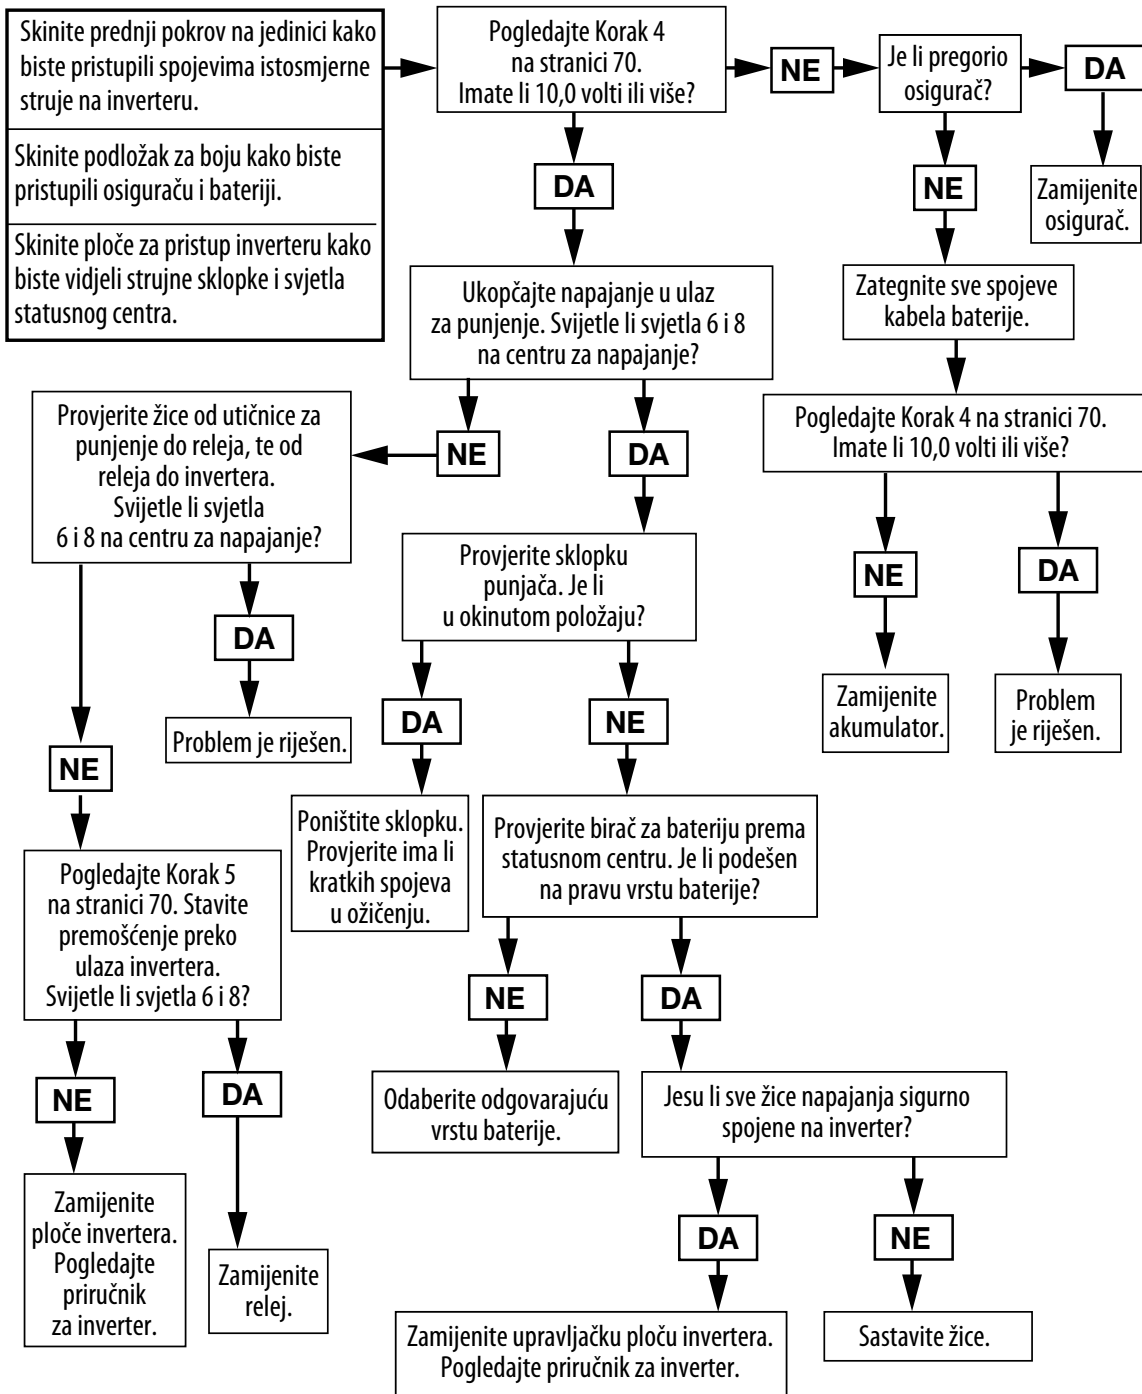 Skinite prednji pokrov na jedinici kako
biste pristupili spojevima istosmjerne
struje na inverteru.
Skinite podložak za boju kako biste
pristupili osiguraču i bateriji.
Skinite ploče za pristup inverteru kako
biste vidjeli strujne sklopke i svjetla
statusnog centra.
Pogledajte Korak 4
na stranici 70.
Imate li 10,0 volti ili više?
NE
Je li pregorio
osigurač?
DA
DA
NE
Zamijenite
osigurač.
Ukopčajte napajanje u ulaz
za punjenje. Svijetle li svjetla 6 i 8
na centru za napajanje?
Zategnite sve spojeve
kabela baterije.
Provjerite žice od utičnice za
punjenje do releja, te od
releja do invertera.
Svijetle li svjetla
6 i 8 na centru za napajanje?
NE
DA
Pogledajte Korak 4 na stranici 70.
Imate li 10,0 volti ili više?
Provjerite sklopku
punjača. Je li
u okinutom položaju?
NE
DA
DA
Problem je riješen.
DA
NE
Zamijenite
akumulator.
Problem
je riješen.
NE
Poništite sklopku.
Provjerite ima li
kratkih spojeva
u ožičenju.
Provjerite birač za bateriju prema
statusnom centru. Je li podešen
na pravu vrstu baterije?
Pogledajte Korak 5
na stranici 70. Stavite
premošćenje preko
ulaza invertera.
Svijetle li svjetla 6 i 8?
NE
DA
NE
DA
Odaberite odgovarajuću
vrstu baterije.
Jesu li sve žice napajanja sigurno
spojene na inverter?
Zamijenite
ploče invertera.
Pogledajte
priručnik
za inverter.
Zamijenite
relej.
DA
NE
Zamijenite upravljačku ploču invertera.
Pogledajte priručnik za inverter.
Sastavite žice.